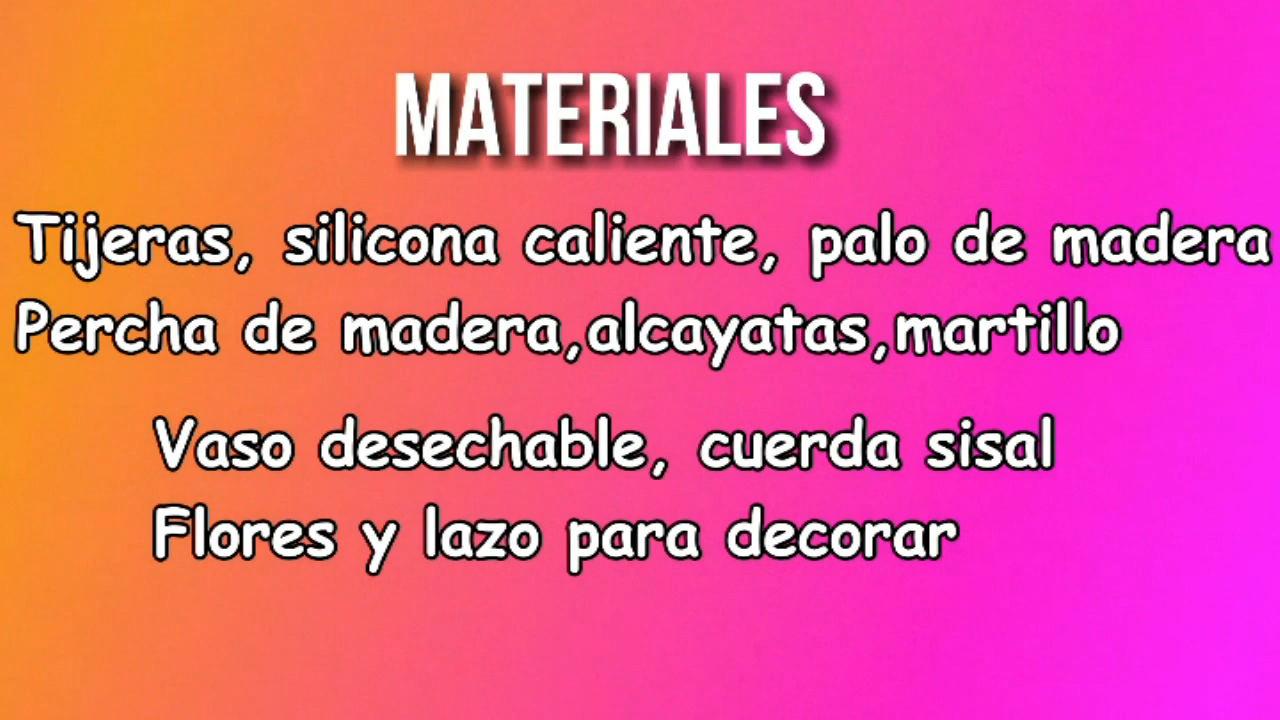 MATERIALES
Tijeras, silicona caliente, palo de madera
Percha de madera,alcayatas,martillo
Vaso desechable, cuerda sisal
Flores y lazo para decorar